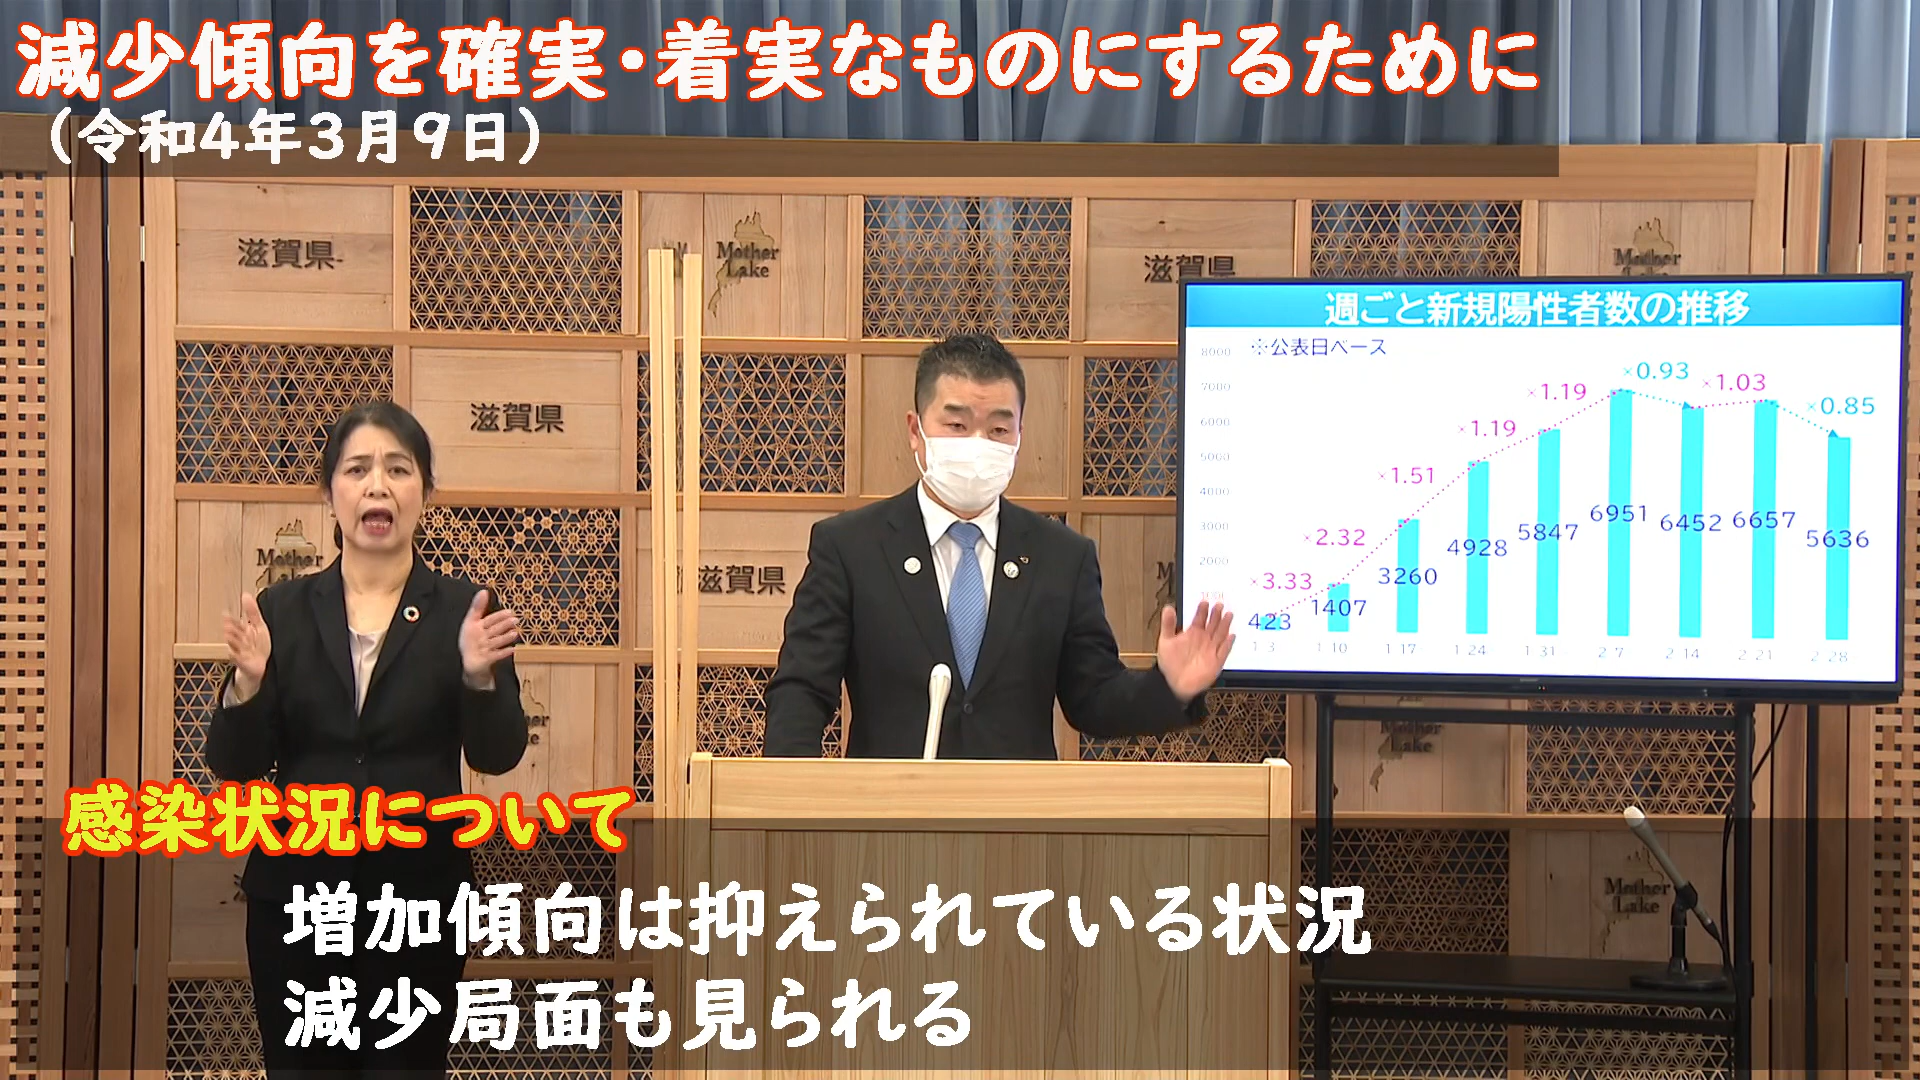 減少傾向を確実・着実なものにするために
（令和4年3月9日）
滋賀県
Mother
Lake
滋賀県
Mother
Lake
滋賀県
Mother
Lake
滋賀県
週ごと新規陽性者数の推移
※公表日ベース
8000
7000
6000
5000
4000
3000
2000
×3.33
×2.32
×1.51
×1.19
×1.19
×0.93
×1.03
×0.85
423
1407
3260
4928
5847
6951
6452
6657
5636
1 3
1 10
1 17
1 24
1 31
2 7
2 14
2 21
2 28
Mother
Lake
感染状況について
増加傾向は抑えられている状況
減少局面も見られる